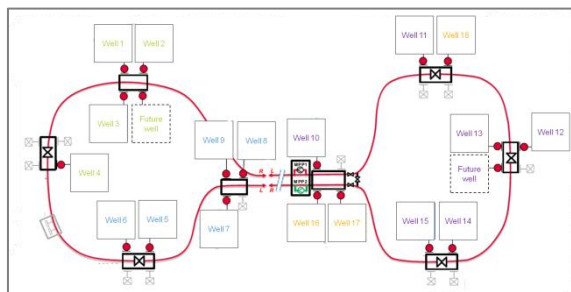 Well 1
Well 2
Well 3
Future
well
Well 4
Well 6
Well 5
Well 9
Well 8
Well 7
Well 10
MPP1
MPP2
R L
L R
Well 16
Well 17
Well 11
Well 18
Well 13
Well 12
Future
well
Well 15
Well 14